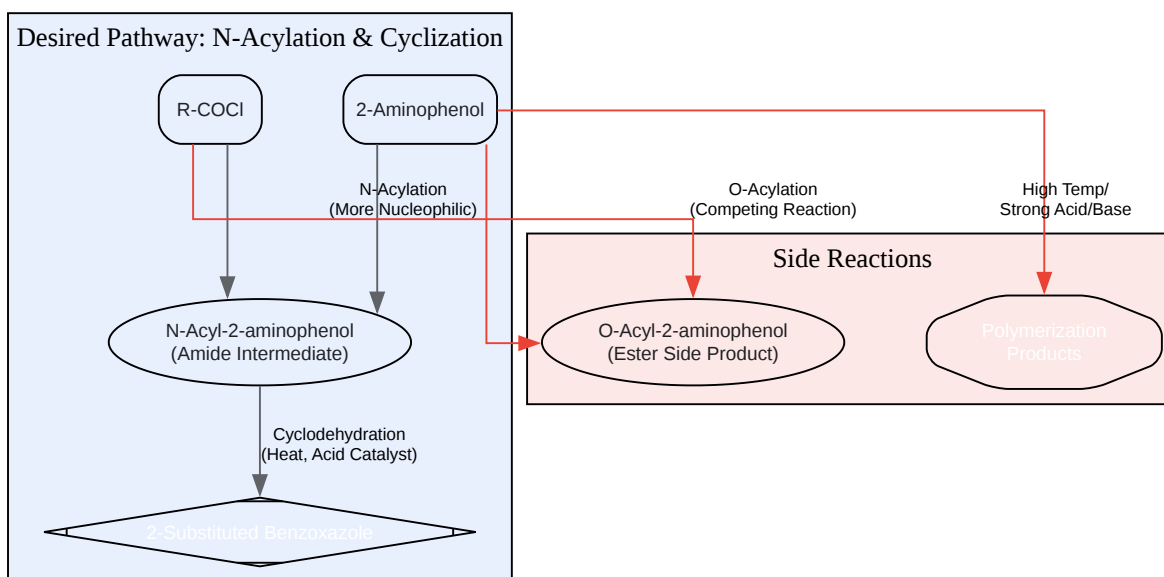 Desired Pathway: N-Acylation & Cyclization
R-COCl
2-Aminophenol
N-Acylation
(More Nucleophilic)
O-Acylation
(Competing Reaction)
High Temp/
Strong Acid/Base
Side Reactions
N-Acyl-2-aminophenol
(Amide Intermediate)
O-Acyl-2-aminophenol
(Ester Side Product)
Polymerization
Products
Cyclodehydration
(Heat, Acid Catalyst)
2-Substituted Benzoxazole